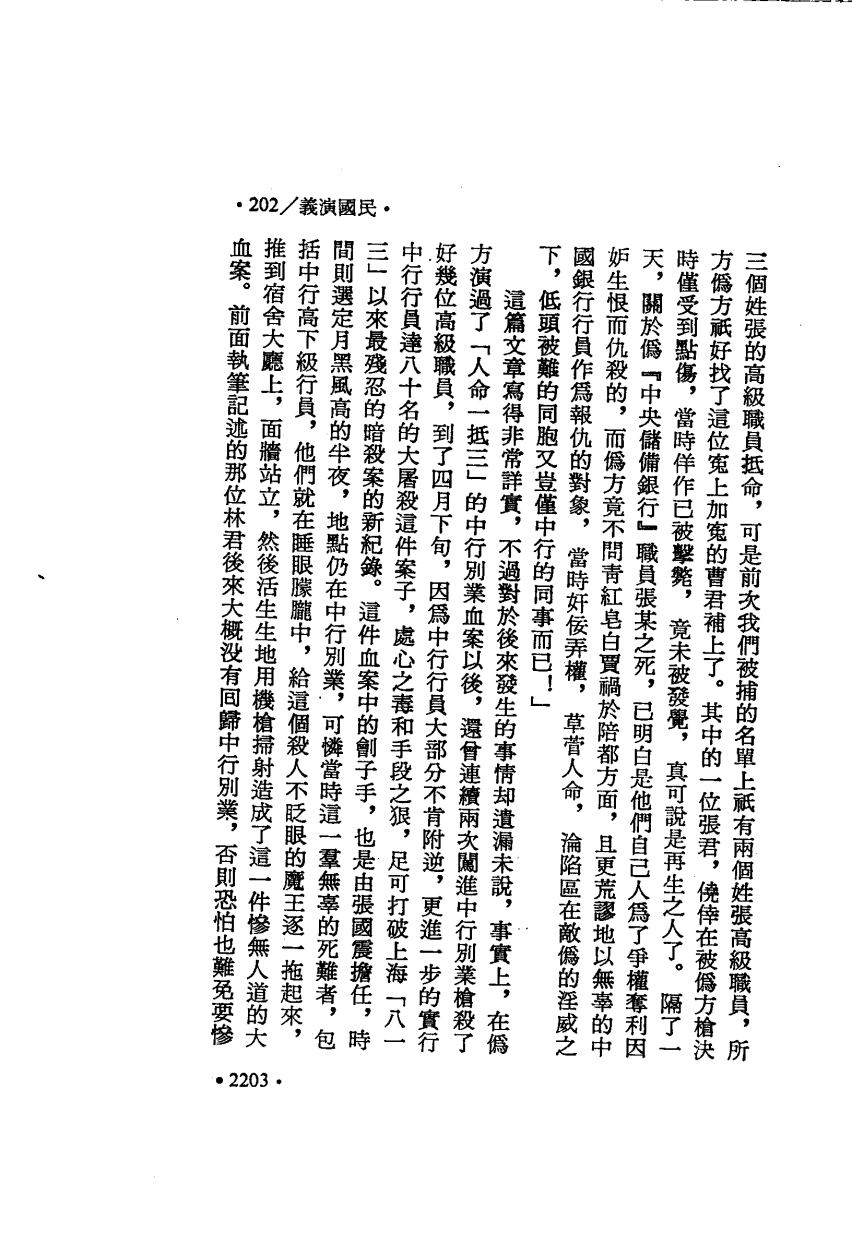 •202／義演國民•
三個姓張的高級職員抵命，可是前次我們被捕的名單上祇有兩個姓張高級職員，所
方僞方祇好找了這位寃上加寃的曹君補上了。其中的一位張君，僥倖在被僞方槍決
時僅受到點傷，當時佯作已被擊斃，竟未被發覺，真可說是再生之人了。隔了一
天，關於僞『中央儲備銀行』職員張某之死，已明白是他們自己人爲了爭權奪利因
妒生恨而仇殺的，而僞方竟不問靑紅皂白賈禍於陪都方面，且更荒謬地以無辜的中
國銀行行員作爲報仇的對象，當時奸佞弄權，草菅人命，淪陷區在敵僞的淫威之
下，低頭被難的同胞又豈僅中行的同事而已！」
這篇文章寫得非常詳實，不過對於後來發生的事情却遺漏未說，事實上，在僞
方演過了「人命一抵三」的中行別業血案以後，還曾連續兩次闖進中行別業槍殺了
好幾位高級職員，到了四月下旬，因爲中行行員大部分不肯附逆，更進一步的實行
中行行員達八十名的大屠殺這件案子，處心之毒和手段之狠，足可打破上海「八一
三」以來最殘忍的暗殺案的新紀錄。這件血案中的劊子手，也是由張國震擔任，時
間則選定月黑風高的半夜，地點仍在中行別業，可憐當時這一羣無辜的死難者，包
括中行高下級行員，他們就在睡眼朦朧中，給這個殺人不眨眼的魔王逐一拖起來，
推到宿舍大廳上，面牆站立，然後活生生地用機槍掃射造成了這一件慘無人道的大
血案。前面執筆記述的那位林君後來大概没有囘歸中行別業，否則恐怕也難免要慘
•2203•